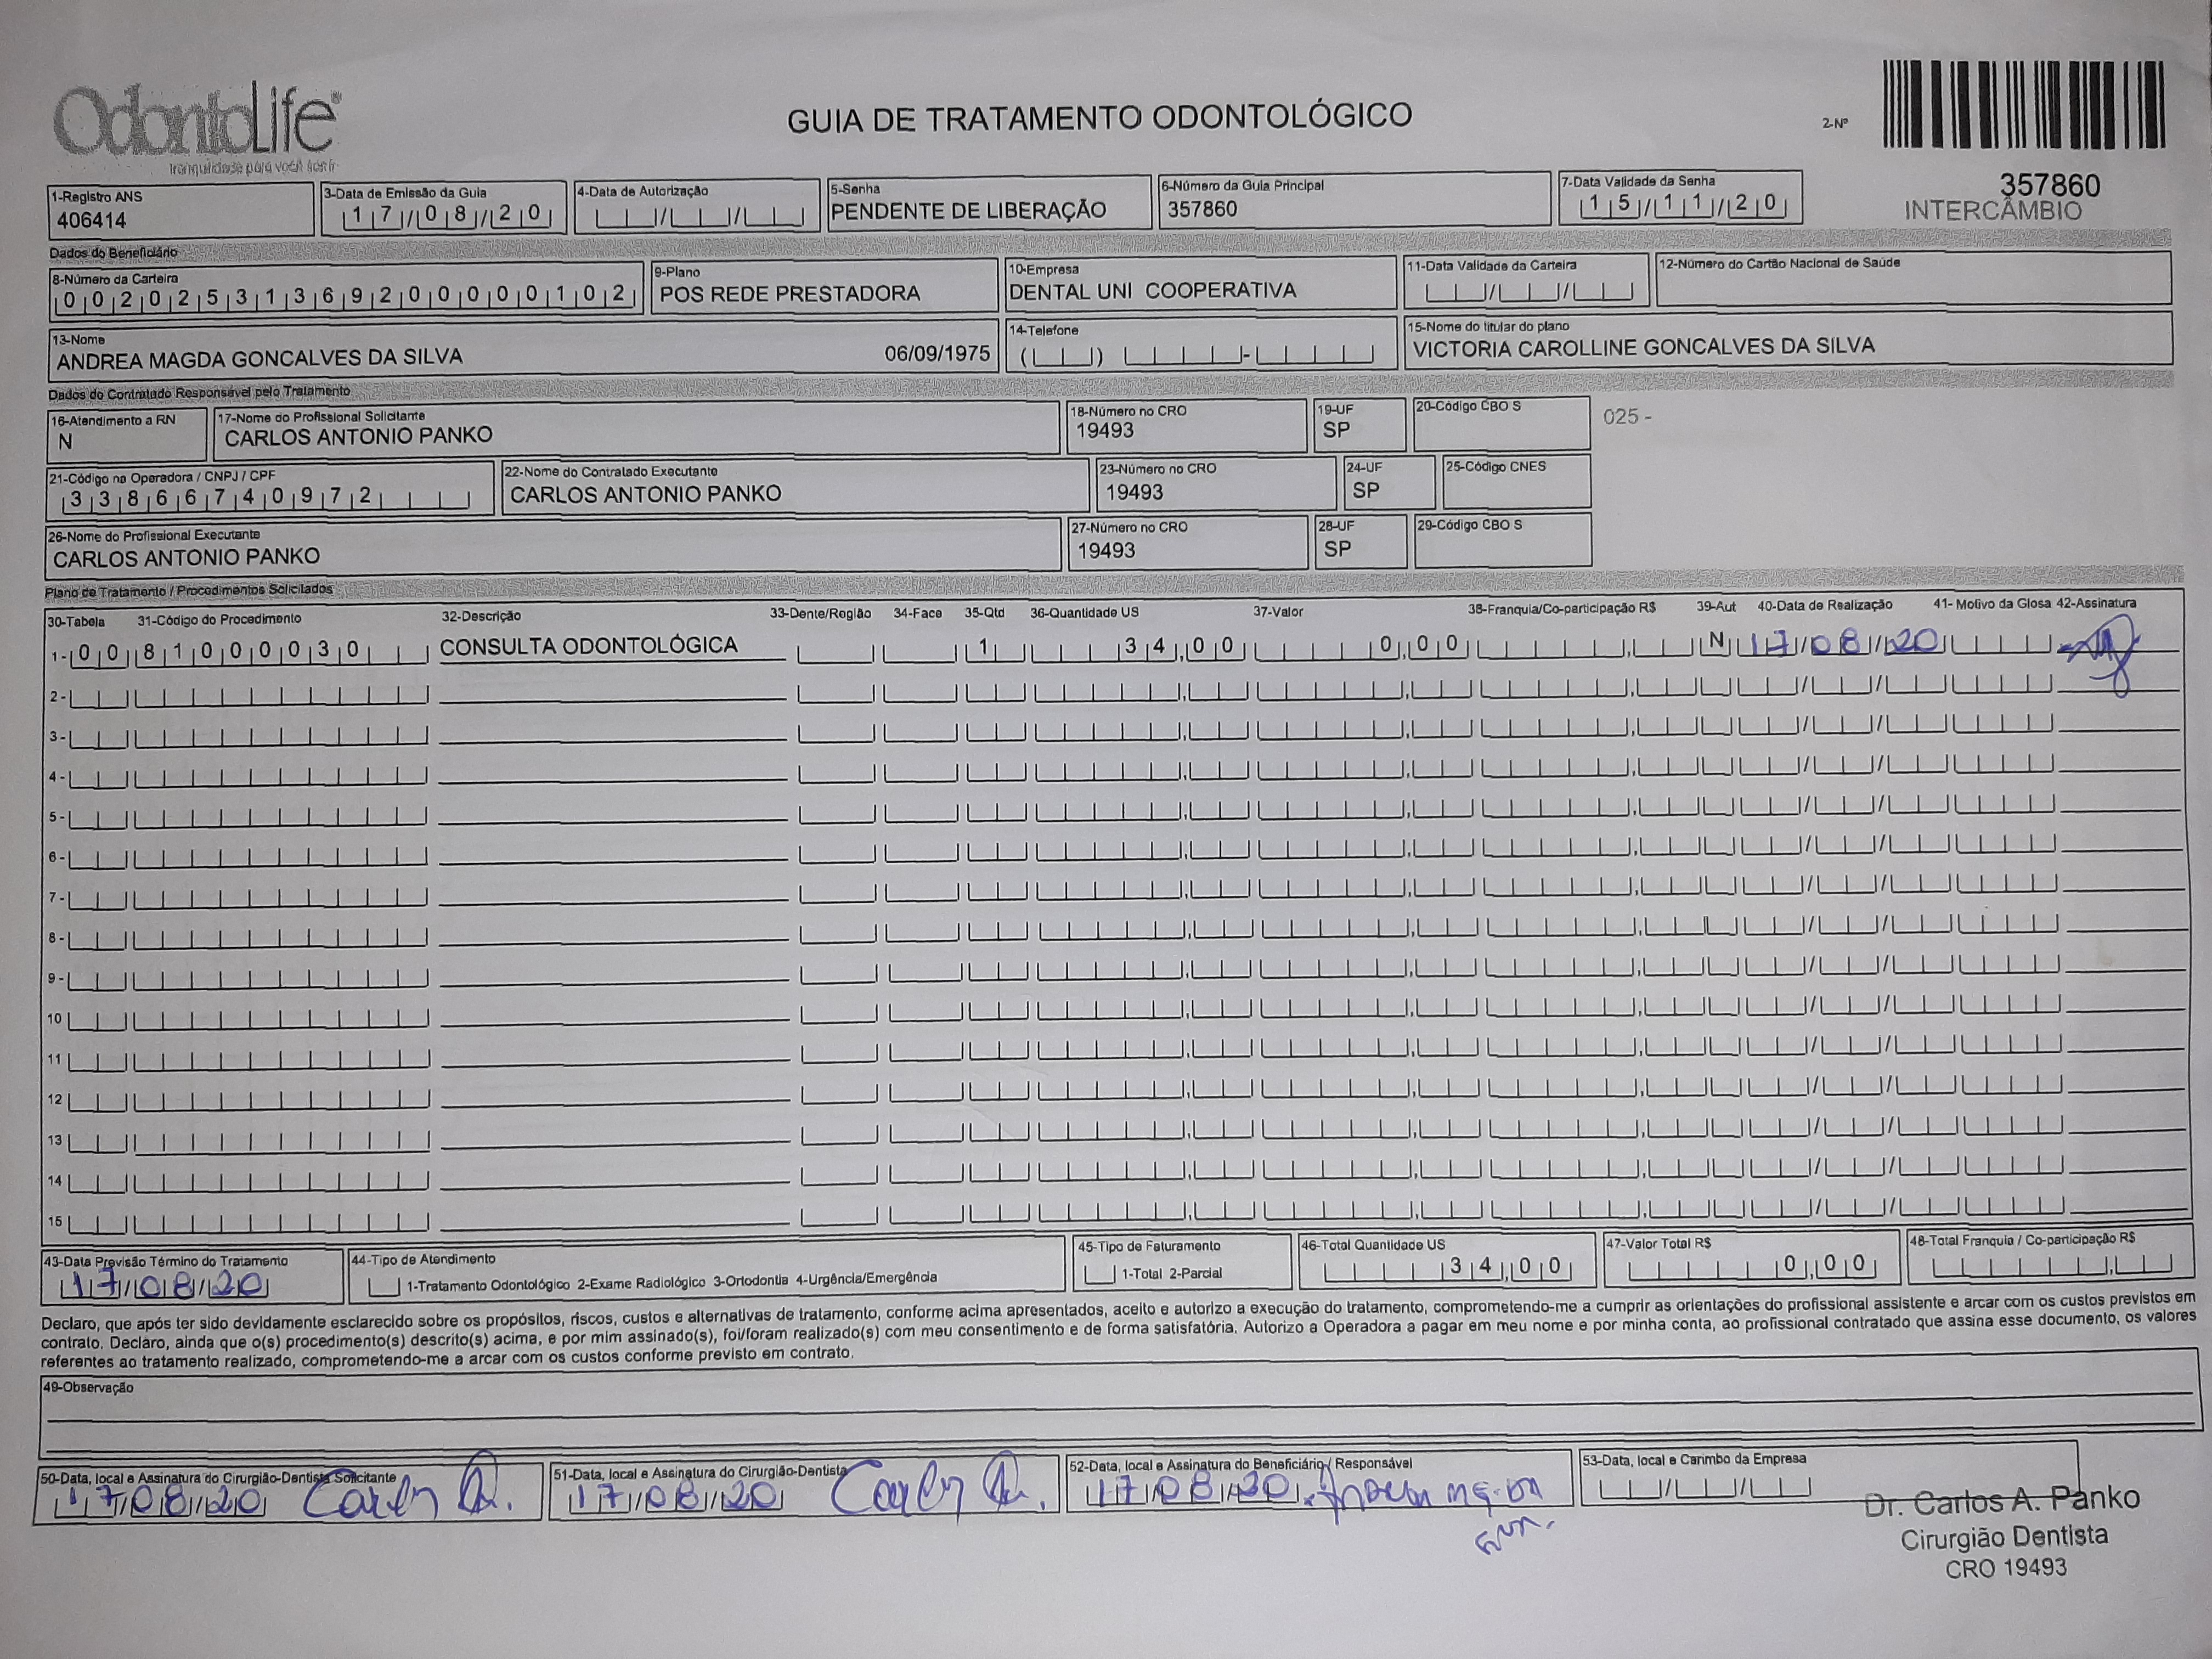 OdontoLife®
tranquilidade para você sorrir
GUIA DE TRATAMENTO ODONTOLÓGICO
2-Nº
357860
INTERCÂMBIO
1-Registro ANS
406414
3-Data de Emissão da Guia
17/08/20
4-Data de Autorização
5-Senha
PENDENTE DE LIBERAÇÃO
6-Número da Guia Principal
357860
7-Data Validade da Senha
15/11/20
Dados do Beneficiário
8-Número da Carteira
00202531369200000102
9-Plano
POS REDE PRESTADORA
10-Empresa
DENTAL UNI COOPERATIVA
11-Data Validade da Carteira
12-Número do Cartão Nacional de Saúde
13-Nome
ANDREA MAGDA GONCALVES DA SILVA 06/09/1975
14-Telefone
15-Nome do titular do plano
VICTORIA CAROLLINE GONCALVES DA SILVA
Dados do Contratado Responsável pelo Tratamento
16-Atendimento a RN
N
17-Nome do Profissional Solicitante
CARLOS ANTONIO PANKO
18-Número no CRO
19493
19-UF
SP
20-Código CBO S
025 -
21-Código na Operadora / CNPJ / CPF
33866740972
22-Nome do Contratado Executante
CARLOS ANTONIO PANKO
23-Número no CRO
19493
24-UF
SP
25-Código CNES
26-Nome do Profissional Executante
CARLOS ANTONIO PANKO
27-Número no CRO
19493
28-UF
SP
29-Código CBO S
Plano de Tratamento / Procedimentos Solicitados
30-Tabela 31-Código do Procedimento 32-Descrição 33-Dente/Região 34-Face 35-Qtd 36-Quantidade US 37-Valor 38-Franquia/Co-participação R$ 39-Aut 40-Data de Realização 41- Motivo da Glosa 42-Assinatura
1- 00 81000030 CONSULTA ODONTOLÓGICA 1 34,00 0,00 N 17/08/20
2-
3-
4-
5-
6-
7-
8-
9-
10
11
12
13
14
15
43-Data Previsão Término do Tratamento
17/08/20
44-Tipo de Atendimento
1-Tratamento Odontológico 2-Exame Radiológico 3-Ortodontia 4-Urgência/Emergência
45-Tipo de Faturamento
1-Total 2-Parcial
46-Total Quantidade US
34,00
47-Valor Total R$
0,00
48-Total Franquia / Co-participação R$
Declaro, que após ter sido devidamente esclarecido sobre os propósitos, riscos, custos e alternativas de tratamento, conforme acima apresentados, aceito e autorizo a execução do tratamento, comprometendo-me a cumprir as orientações do profissional assistente e arcar com os custos previstos em
contrato. Declaro, ainda que o(s) procedimento(s) descrito(s) acima, e por mim assinado(s), foi/foram realizado(s) com meu consentimento e de forma satisfatória. Autorizo a Operadora a pagar em meu nome e por minha conta, ao profissional contratado que assina esse documento, os valores
referentes ao tratamento realizado, comprometendo-me a arcar com os custos conforme previsto em contrato.
49-Observação
50-Data, local e Assinatura do Cirurgião-Dentista Solicitante
17/08/20
51-Data, local e Assinatura do Cirurgião-Dentista
17/08/20
52-Data, local e Assinatura do Beneficiário / Responsável
17/08/20
53-Data, local e Carimbo da Empresa
Dr. Carlos A. Panko
Cirurgião Dentista
CRO 19493